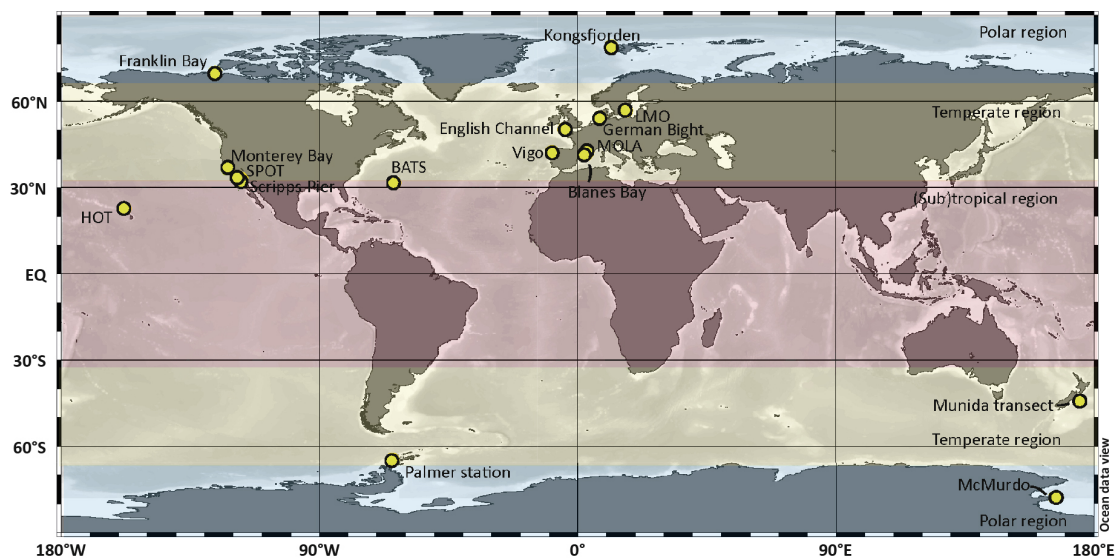 Polar region
Kongsfjorden
Franklin Bay
60°N
Temperate region
LMO
English Channel
German Bight
MOLA
Vigo
Monterey Bay
BATS
SPOT
Scripps Pier
30°N
Blanes Bay
(Sub)tropical region
HOT
EQ
30°S
Munida transect
Temperate region
60°S
Palmer station
McMurdo
Polar region
Ocean data view
180°W
90°W
0°
90°E
180°E